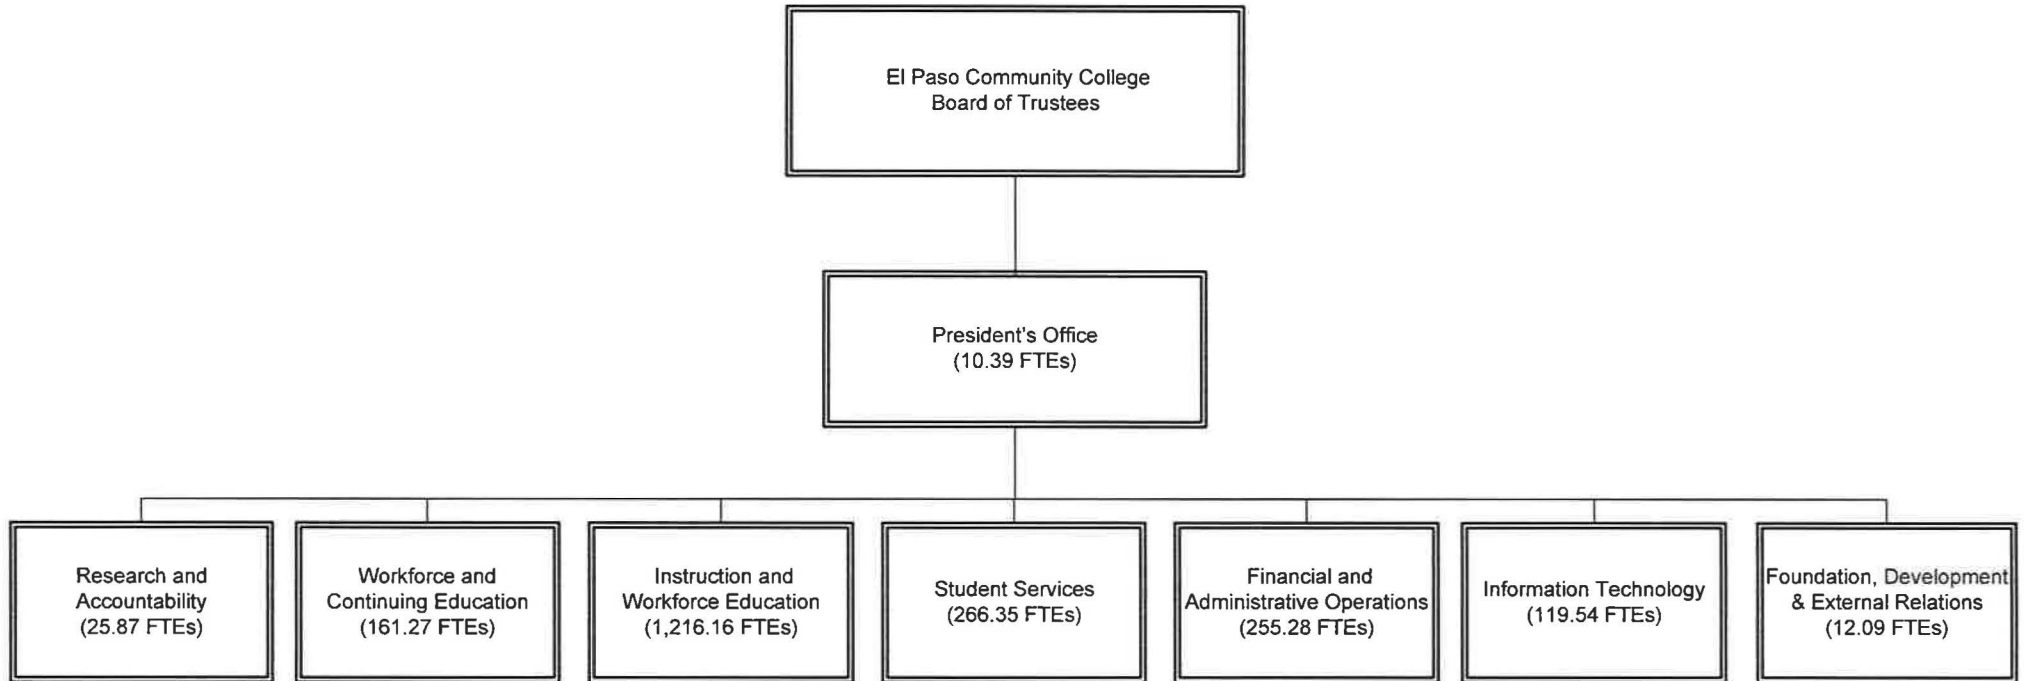 El Paso Community College
Board of Trustees
President's Office
(10.39 FTEs)
Research and
Accountability
(25.87 FTEs)
Workforce and
Continuing Education
(161.27 FTEs)
Instruction and
Workforce Education
(1,216.16 FTEs)
Student Services
(266.35 FTEs)
Financial and
Administrative Operations
(255.28 FTEs)
Information Technology
(119.54 FTEs)
Foundation, Development
& External Relations
(12.09 FTEs)